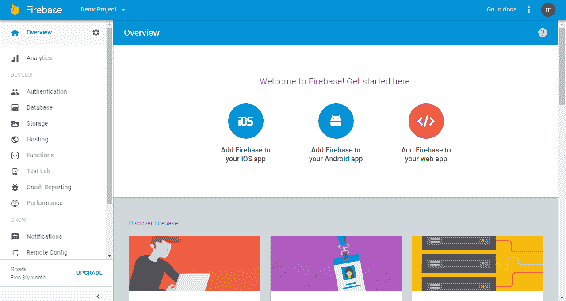 Firebase
DemoProject
Go to docs
m
Overview
Overview
?
Analytics
DEVELOP
Authentication
Database
Storage
Hosting
Functions
Test Lab
Crash Reporting
Performance
GROW
Notifications
Remote Config
Spark
Free $0/month
UPGRADE
Welcome to Firebase! Get started here.
iOS
</>
Add Firebase to
your iOS app
Add Firebase to
your Android app
Add Firebase to
your web app
Discover Firebase